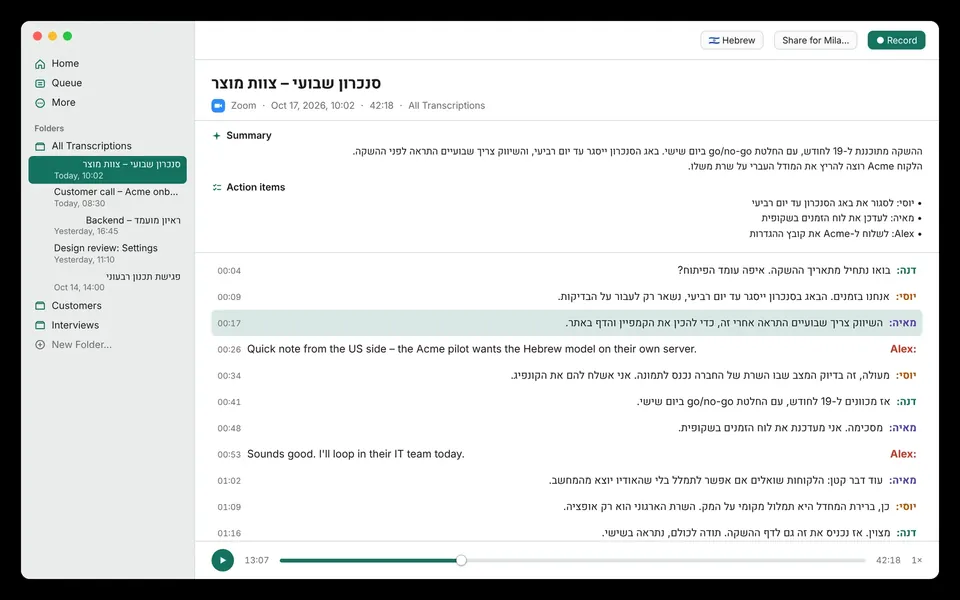 Home
Queue
More
Folders
All Transcriptions
סנכרון שבועי – צוות מוצר
Today, 10:02
Customer call – Acme onb...
Today, 08:30
ראיון מועמד – Backend
Yesterday, 16:45
Design review: Settings
Yesterday, 11:10
פגישת תכנון רבעוני
Oct 14, 14:00
Customers
Interviews
New Folder...
Hebrew
Share for Mila...
Record
סנכרון שבועי – צוות מוצר
Zoom · Oct 17, 2026, 10:02 · 42:18 · All Transcriptions
Summary
ההשקה מתוכננת ל-19 לחודש, עם החלטת go/no-go ביום שישי. באג הסנכרון ייסגר עד יום רביעי, והשיווק צריך שבועיים התראה לפני ההשקה.
הלקוח Acme רוצה להריץ את המודל העברי על שרת משלו.
Action items
• יוסי: לסגור את באג הסנכרון עד יום רביעי
• מאיה: לעדכן את לוח הזמנים בשקופית
• Alex: לשלוח ל-Acme את קובץ ההגדרות
דנה: בואו נתחיל מתאריך ההשקה. איפה עומד הפיתוח? 00:04
יוסי: אנחנו בזמנים. הבאג בסנכרון ייסגר עד יום רביעי, נשאר רק לעבור על הבדיקות. 00:09
מאיה: השיווק צריך שבועיים התראה אחרי זה, כדי להכין את הקמפיין והדף באתר. 00:17
00:26 Quick note from the US side – the Acme pilot wants the Hebrew model on their own server. Alex:
יוסי: מעולה, זה בדיוק המצב שבו השרת של החברה נכנס לתמונה. אני אשלח להם את הקונפיג. 00:34
דנה: אז מכוונים ל-19 לחודש, עם החלטת go/no-go ביום שישי. 00:41
מאיה: מסכימה. אני מעדכנת את לוח הזמנים בשקופית. 00:48
00:53 Sounds good. I'll loop in their IT team today. Alex:
מאיה: עוד דבר קטן: הלקוחות שואלים אם אפשר לתמלל בלי שהאודיו יוצא מהמחשב. 01:02
יוסי: כן, ברירת המחדל היא תמלול מקומי על המק. השרת הארגוני הוא רק אופציה. 01:09
דנה: מצוין. אז נכניס את זה גם לדף ההשקה. תודה לכולם, נתראה בשישי. 01:16
13:07
42:18
1×